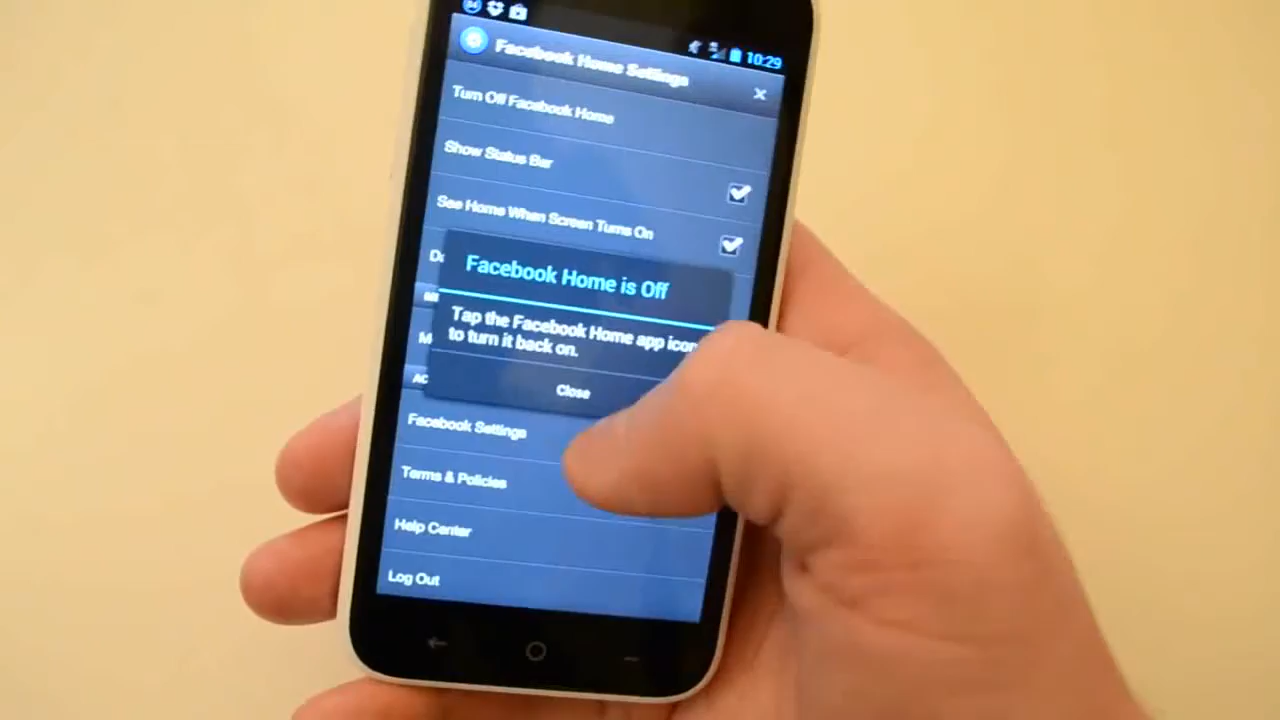 10:29
Facebook Home Settings
Turn Off Facebook Home
Show Status Bar
See Home When Screen Turns On
Facebook Home is Off
Tap the Facebook Home app icon
to turn it back on.
Close
Facebook Settings
Terms & Policies
Help Center
Log Out